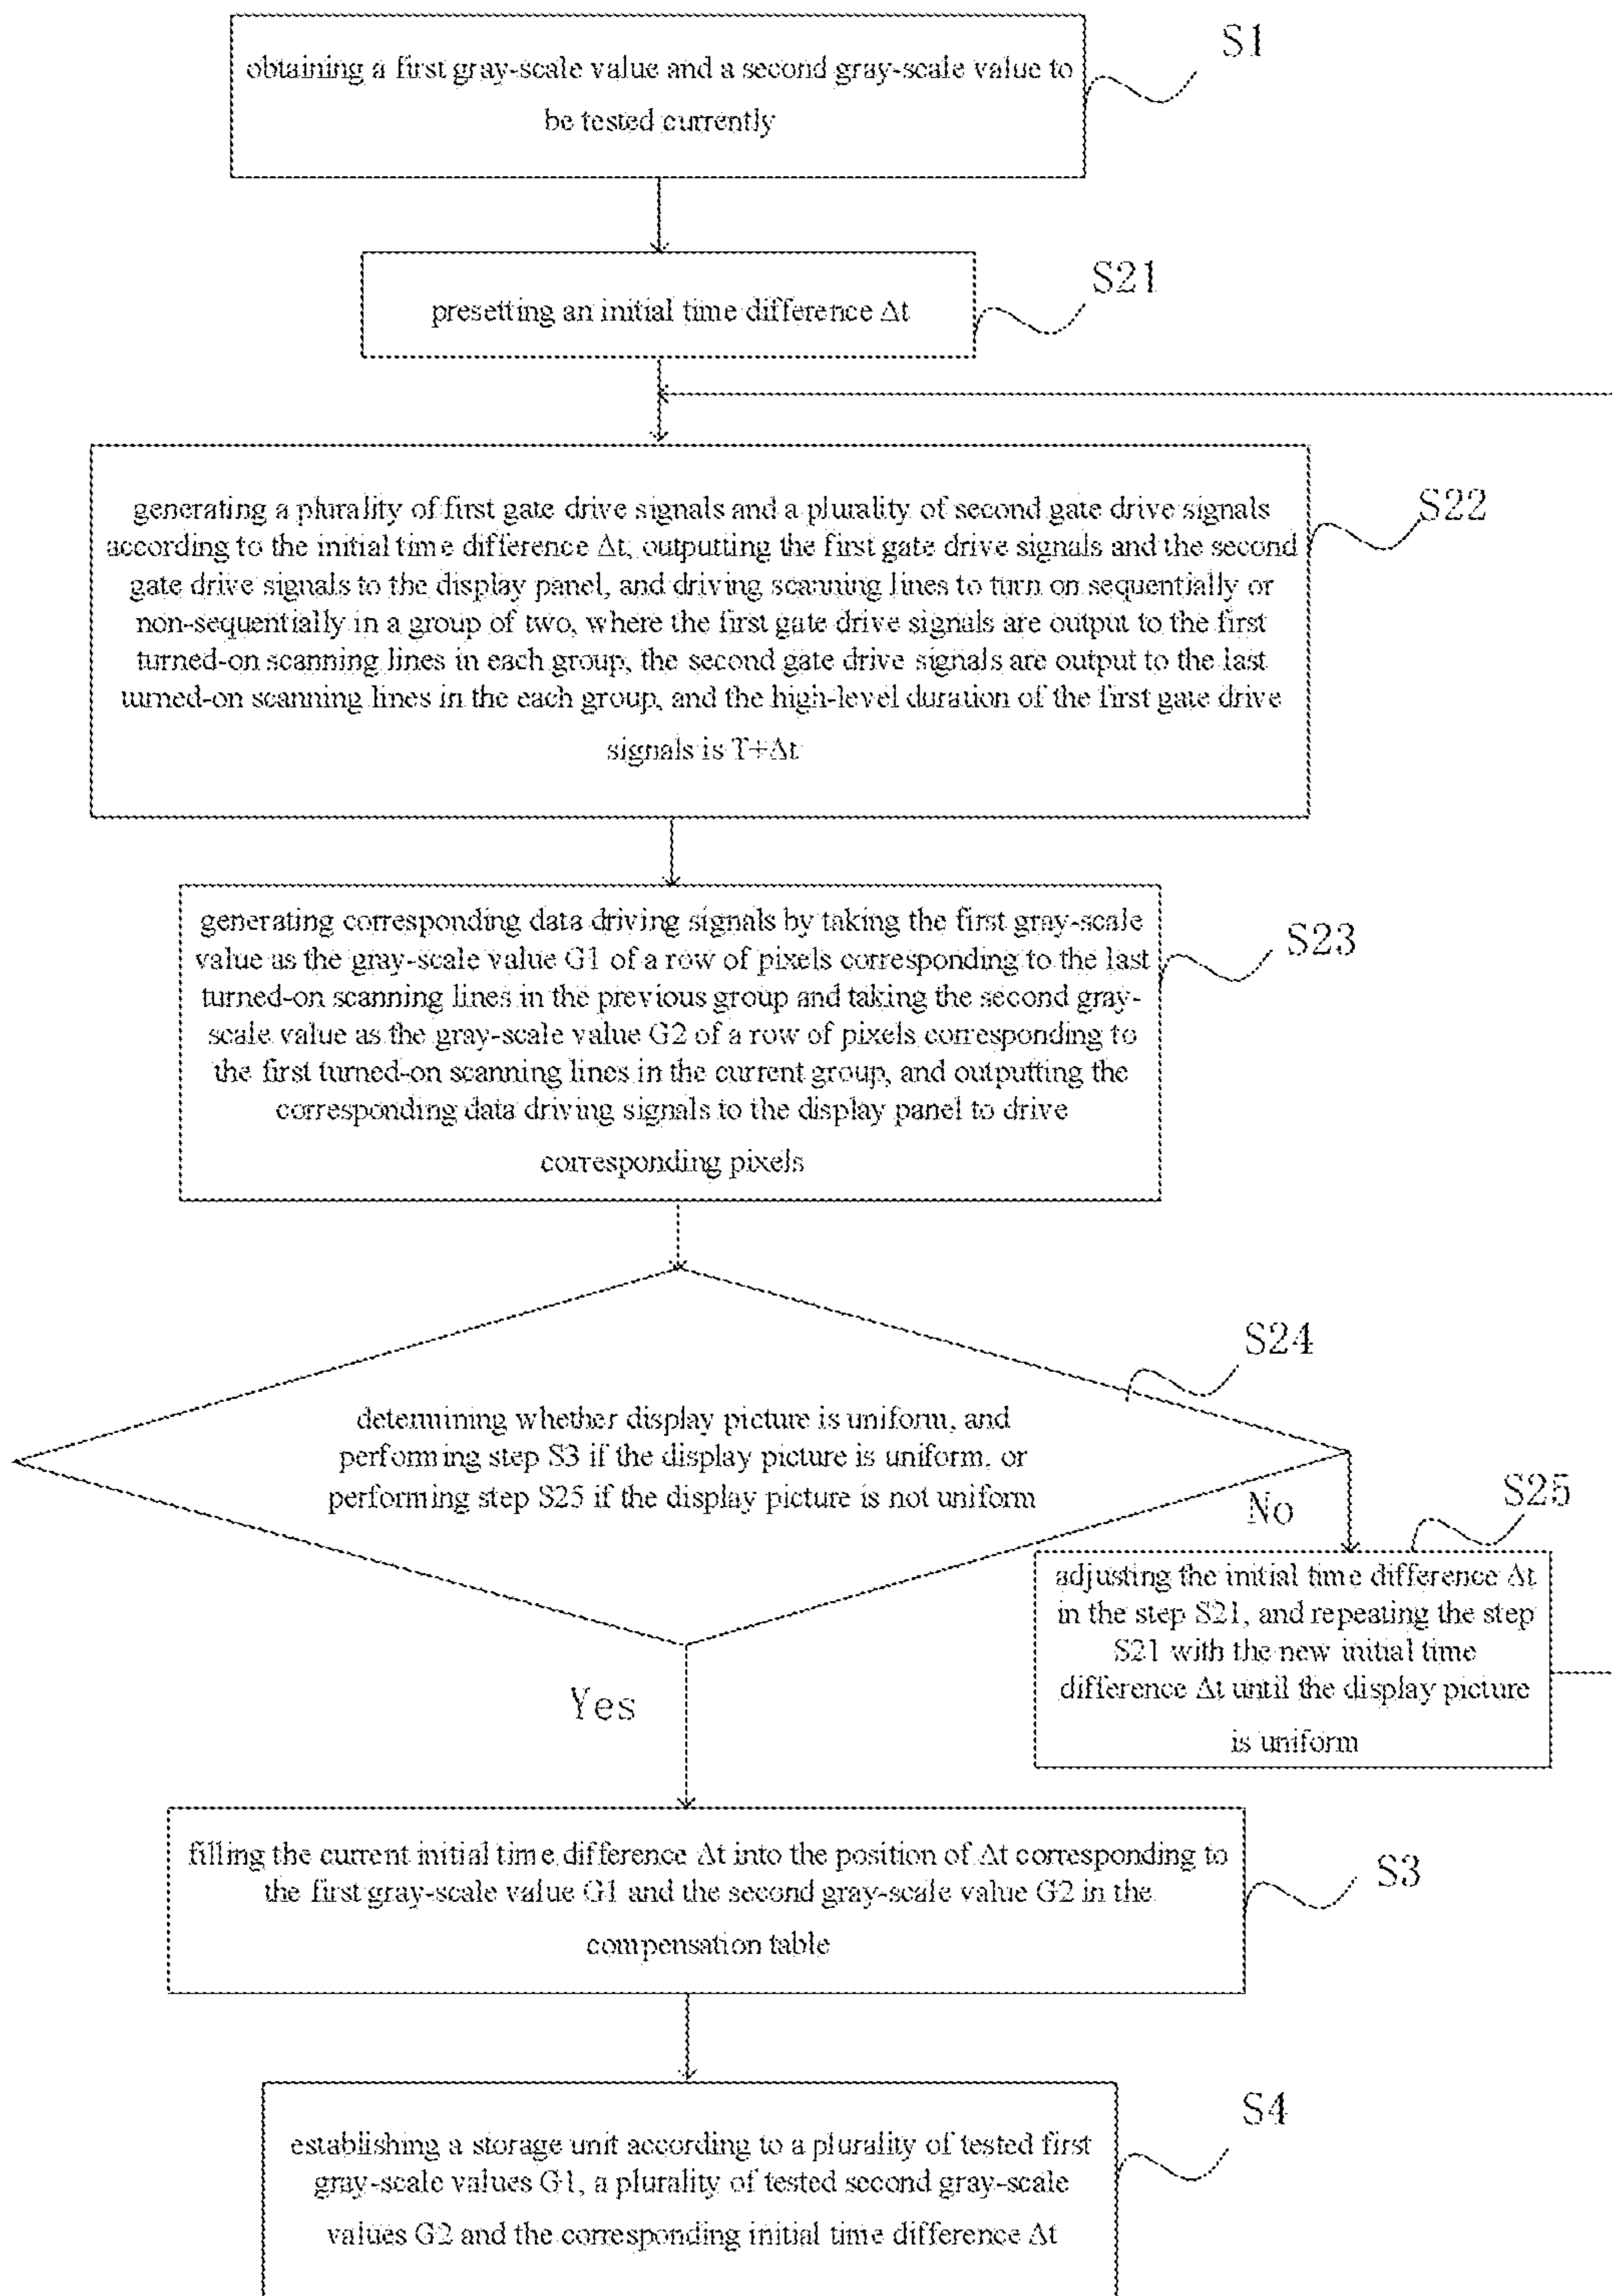 S1
obtaining a first gray-scale value and a second gray-scale value to
be tested currently
S21
presetting an initial time difference Δt
S22
generating a plurality of first gate drive signals and a plurality of second gate drive signals
according to the initial time difference Δt, outputting the first gate drive signals and the second
gate drive signals to the display panel, and driving scanning lines to turn on sequentially or
non-sequentially in a group of two, where the first gate drive signals are output to the first
turned-on scanning lines in each group, the second gate drive signals are output to the last
turned-on scanning lines in the each group, and the high-level duration of the first gate drive
signals is T+Δt
S23
generating corresponding data driving signals by taking the first gray-scale
value as the gray-scale value G1 of a row of pixels corresponding to the last
turned-on scanning lines in the previous group and taking the second gray-
scale value as the gray-scale value G2 of a row of pixels corresponding to
the first turned-on scanning lines in the current group, and outputting the
corresponding data driving signals to the display panel to drive
corresponding pixels
S24
determining whether display picture is uniform, and
performing step S3 if the display picture is uniform, or
performing step S25 if the display picture is not uniform
No
S25
adjusting the initial time difference Δt
in the step S21, and repeating the step
S21 with the new initial time
difference Δt until the display picture
is uniform
Yes
S3
filling the current initial time difference Δt into the position of Δt corresponding to
the first gray-scale value G1 and the second gray-scale value G2 in the
compensation table
S4
establishing a storage unit according to a plurality of tested first
gray-scale values G1, a plurality of tested second gray-scale
values G2 and the corresponding initial time difference Δt